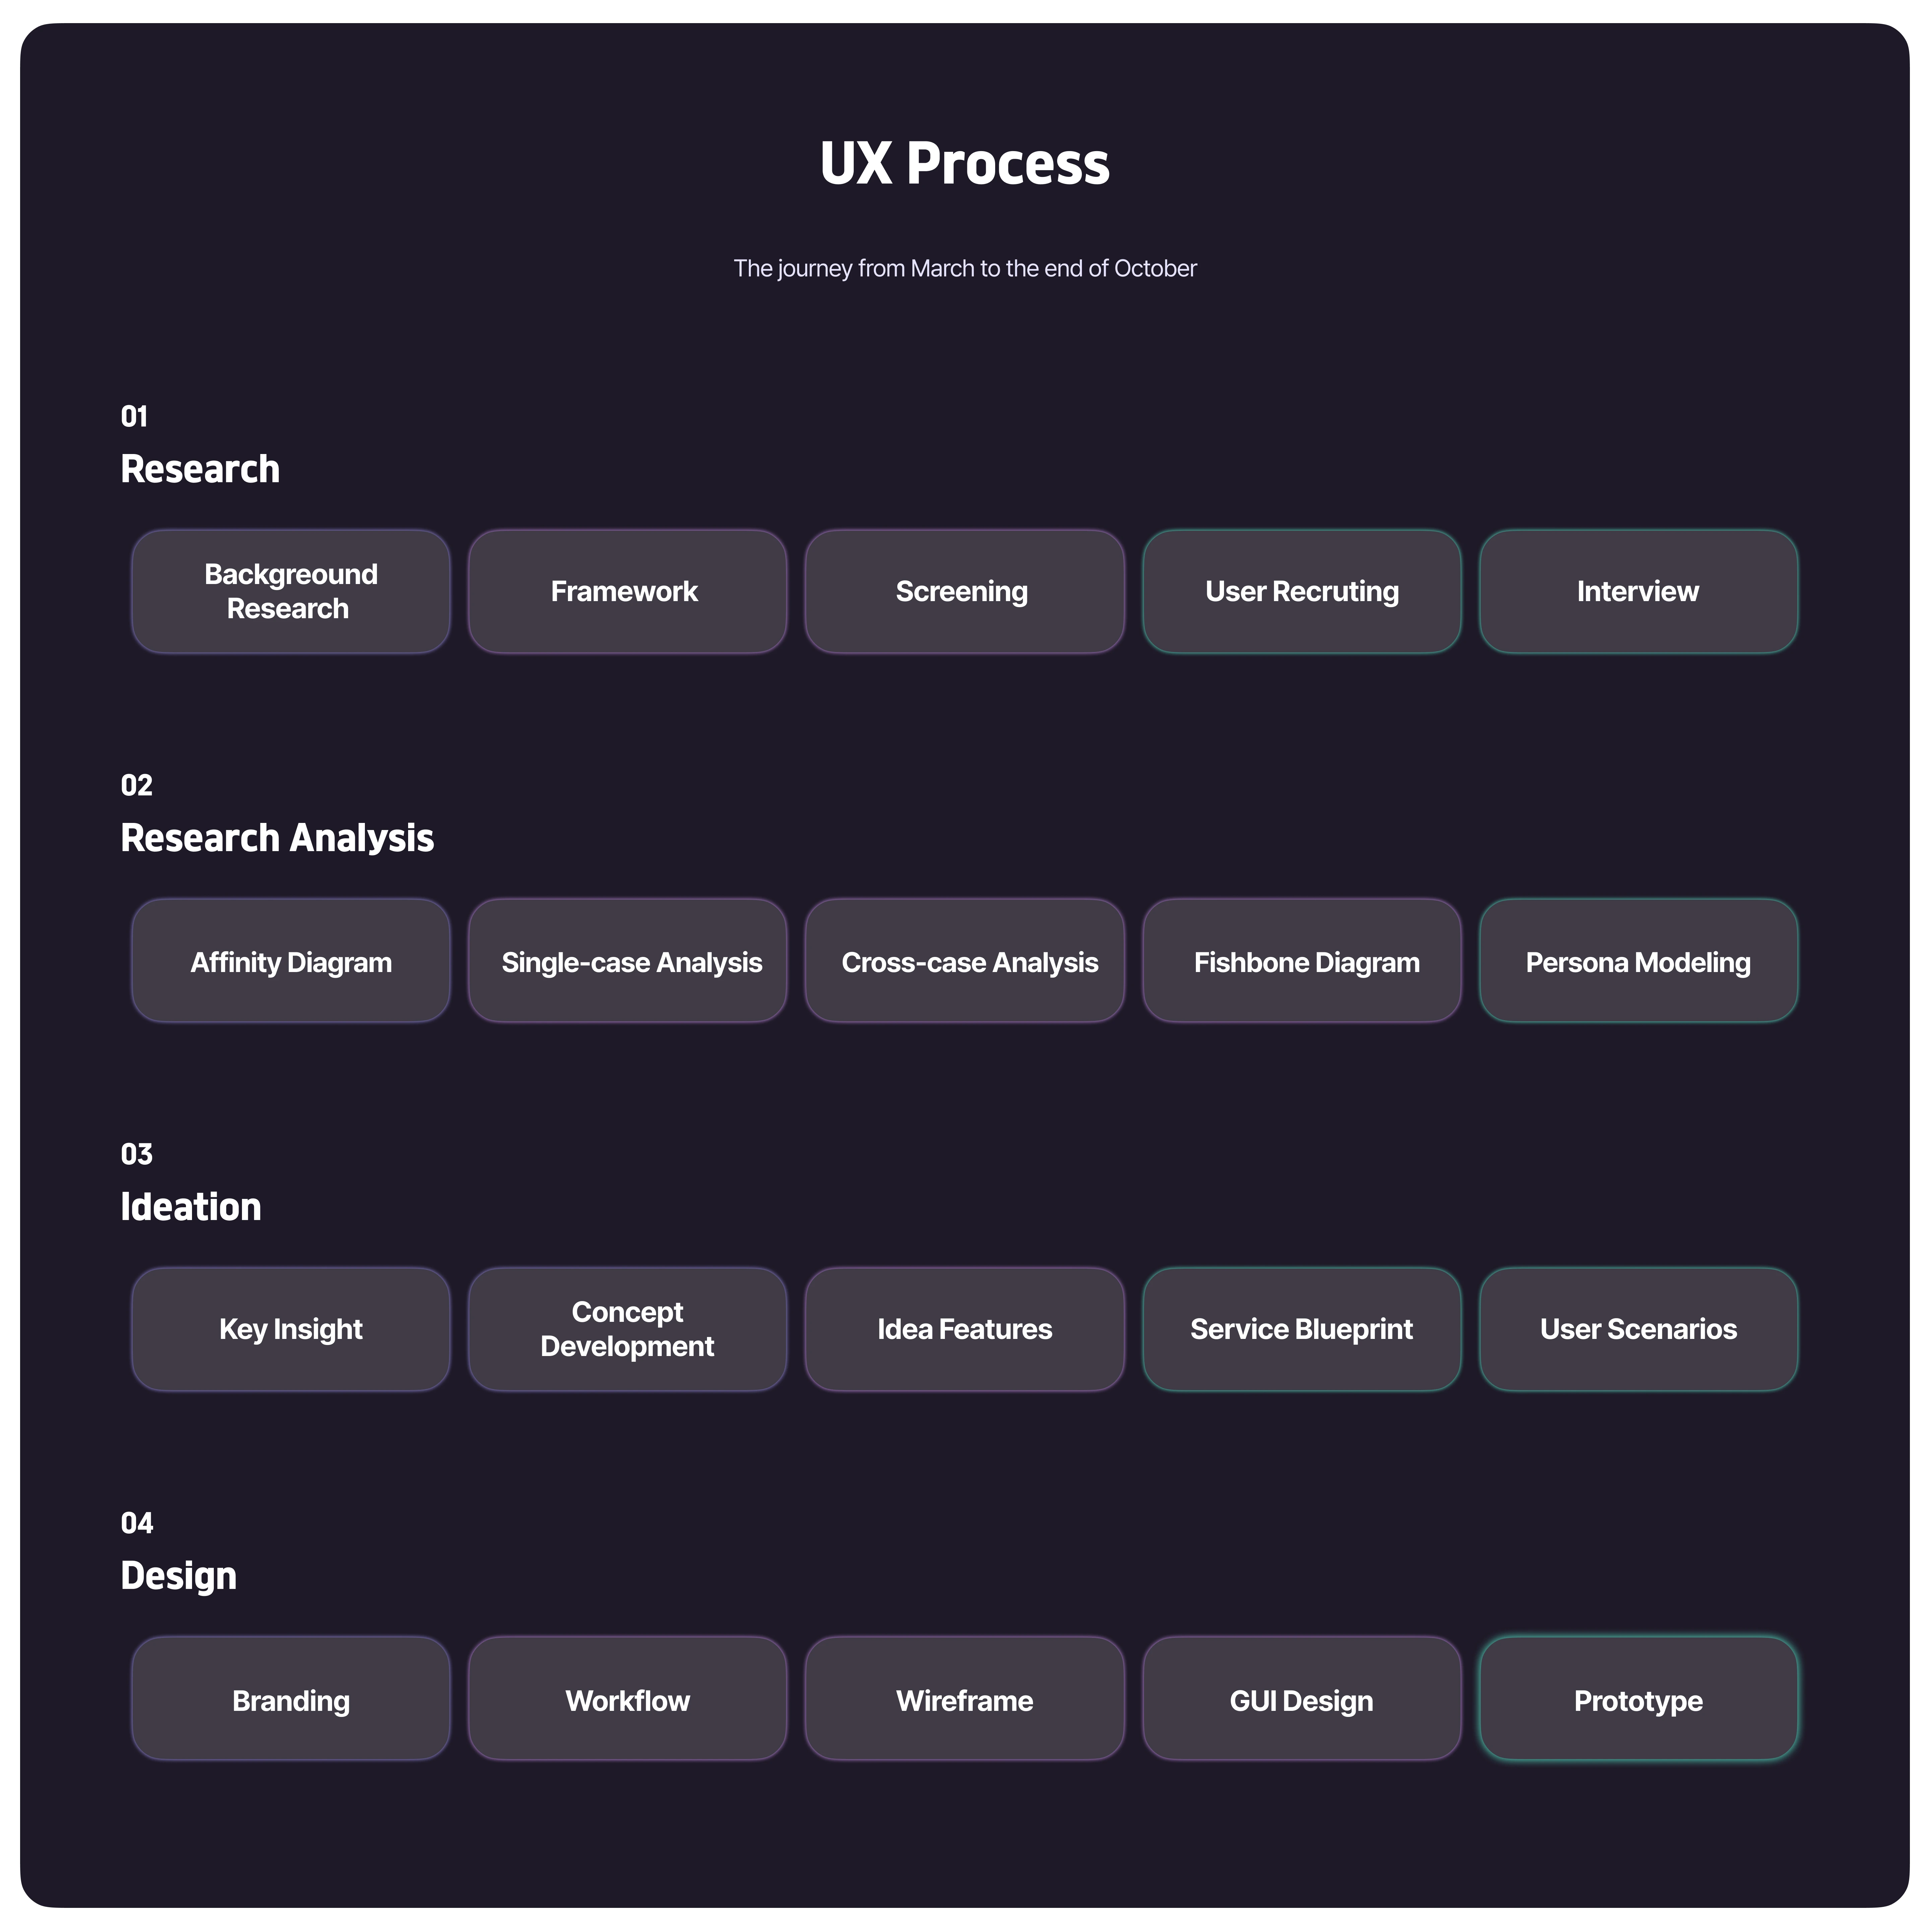 UX Process
The journey from March to the end of October
01
Research
Backgreound
Research
Framework
Screening
User Recruting
Interview
02
Research Analysis
Affinity Diagram
Single-case Analysis
Cross-case Analysis
Fishbone Diagram
Persona Modeling
03
Ideation
Key Insight
Concept
Development
Idea Features
Service Blueprint
User Scenarios
04
Design
Branding
Workflow
Wireframe
GUI Design
Prototype